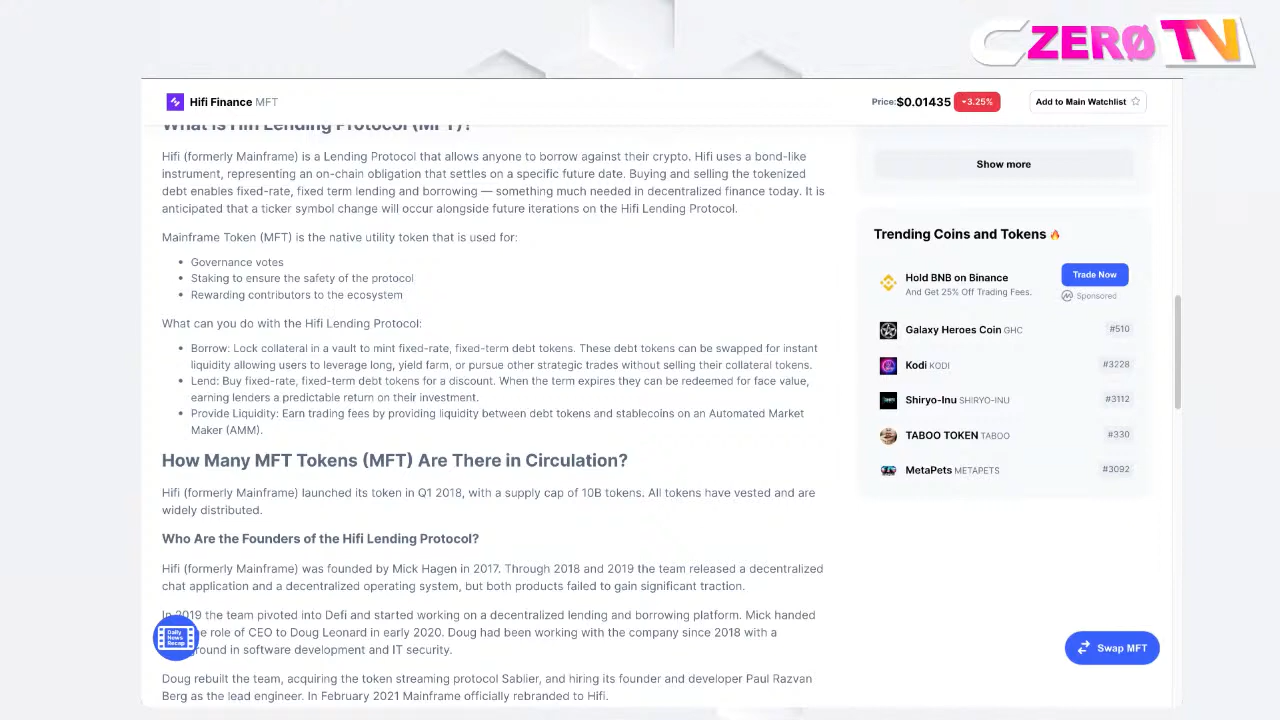 CZERØ TV
Hifi Finance MFT
Price:$0.01435 3.25%
Add to Main Watchlist
What is Hifi Lending Protocol (MFT)?
Hifi (formerly Mainframe) is a Lending Protocol that allows anyone to borrow against their crypto. Hifi uses a bond-like
instrument, representing an on-chain obligation that settles on a specific future date. Buying and selling the tokenized
debt enables fixed-rate, fixed term lending and borrowing — something much needed in decentralized finance today. It is
anticipated that a ticker symbol change will occur alongside future iterations on the Hifi Lending Protocol.
Mainframe Token (MFT) is the native utility token that is used for:
• Governance votes
• Staking to ensure the safety of the protocol
• Rewarding contributors to the ecosystem
What can you do with the Hifi Lending Protocol:
• Borrow: Lock collateral in a vault to mint fixed-rate, fixed-term debt tokens. These debt tokens can be swapped for instant
liquidity allowing users to leverage long, yield farm, or pursue other strategic trades without selling their collateral tokens.
• Lend: Buy fixed-rate, fixed-term debt tokens for a discount. When the term expires they can be redeemed for face value,
earning lenders a predictable return on their investment.
• Provide Liquidity: Earn trading fees by providing liquidity between debt tokens and stablecoins on an Automated Market
Maker (AMM).
How Many MFT Tokens (MFT) Are There in Circulation?
Hifi (formerly Mainframe) launched its token in Q1 2018, with a supply cap of 10B tokens. All tokens have vested and are
widely distributed.
Who Are the Founders of the Hifi Lending Protocol?
Hifi (formerly Mainframe) was founded by Mick Hagen in 2017. Through 2018 and 2019 the team released a decentralized
chat application and a decentralized operating system, but both products failed to gain significant traction.
In 2019 the team pivoted into Defi and started working on a decentralized lending and borrowing platform. Mick handed
role of CEO to Doug Leonard in early 2020, Doug had been working with the company since 2018 with a
in software development and IT security.
Doug rebuilt the team, acquiring the token streaming protocol Sablier, and hiring its founder and developer Paul Razvan
Berg as the lead engineer. In February 2021 Mainframe officially rebranded to Hifi.
Daily
News
Recap
Show more
Trending Coins and Tokens
Hold BNB on Binance
And Get 25% Off Trading Fees.
Trade Now
Sponsored
Galaxy Heroes Coin GHC #510
Kodi KODI #3228
Shiryo-Inu SHIRYO-INU #3112
TABOO TOKEN TABOO #330
MetaPets METAPETS #3092
Swap MFT